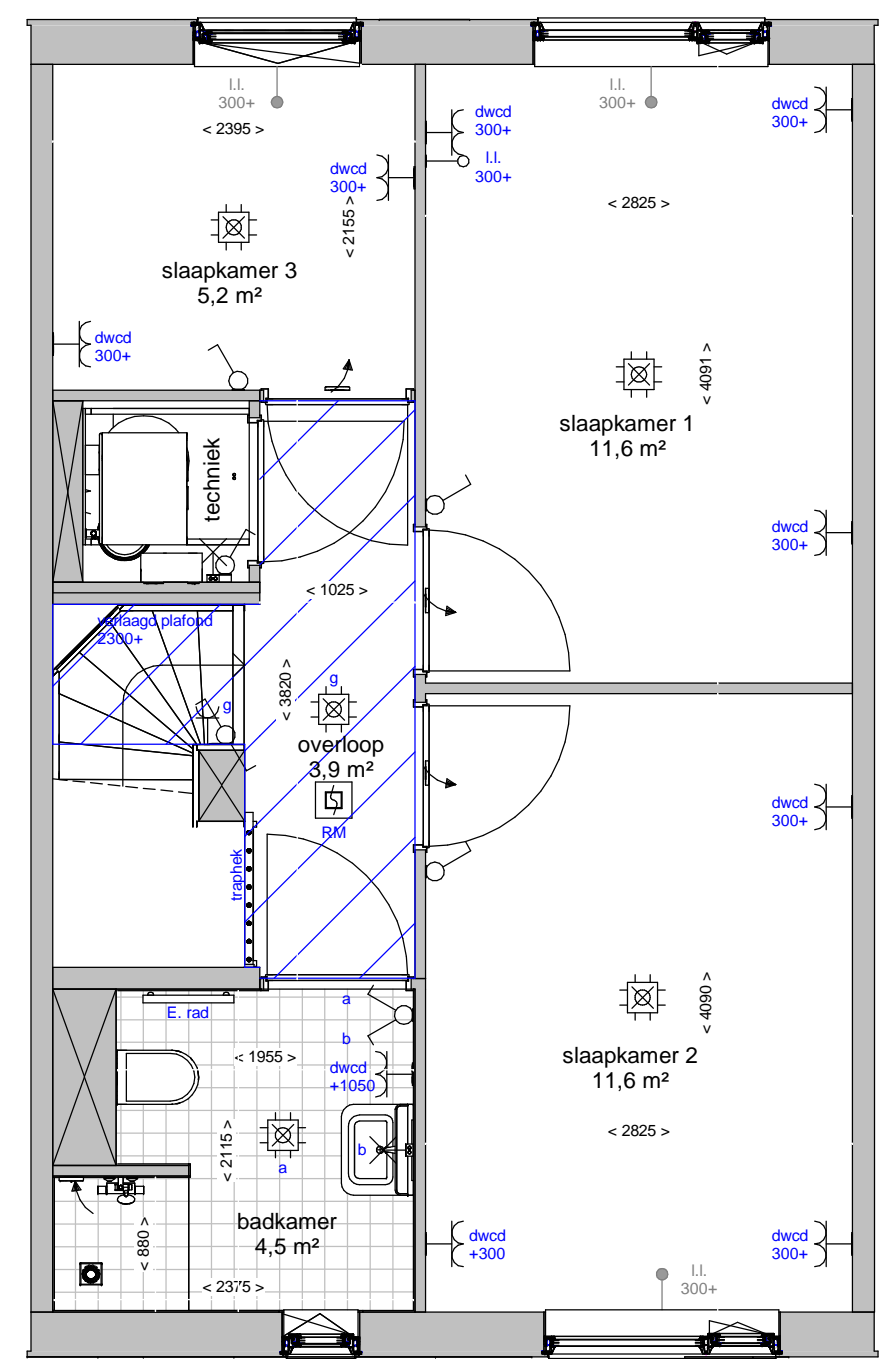 l.l.
300+
< 2395 >
dwcd
300+
< 2155 >
slaapkamer 3
5,2 m²
dwcd
300+
l.l.
300+
dwcd
300+
dwcd
300+
l.l.
300+
< 2825 >
< 4091 >
slaapkamer 1
11,6 m²
dwcd
300+
techniek
< 1025 >
verlaagd plafond
2300+
g
< 3820 >
g
overloop
3,9 m²
RM
traphek
dwcd
300+
< 4090 >
slaapkamer 2
11,6 m²
< 2825 >
dwcd
+300
dwcd
300+
l.l.
300+
E. rad
a
b
< 1955 >
dwcd
+1050
< 2115 >
a
b
badkamer
4,5 m²
< 880 >
< 2375 >